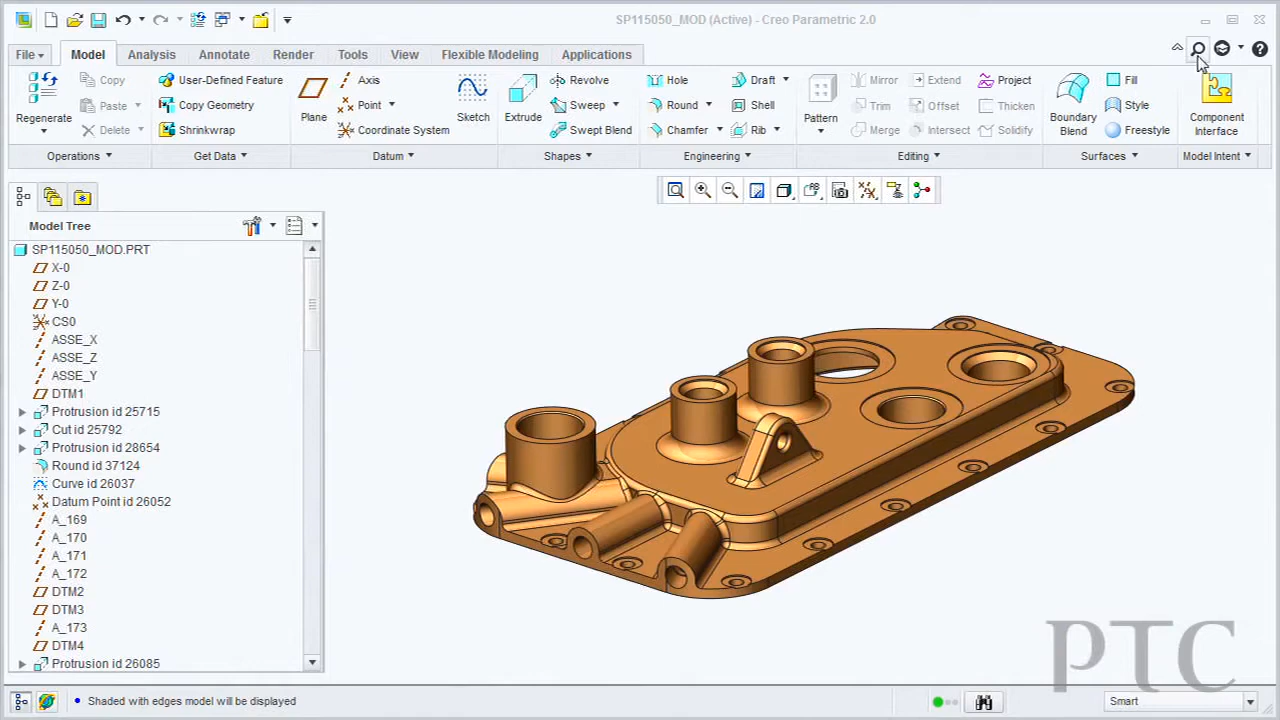 SP115050_MOD (Active) - Creo Parametric 2.0
File Model Analysis Annotate Render Tools View Flexible Modeling Applications
Regenerate
Copy
Paste
Delete
Operations
User-Defined Feature
Copy Geometry
Shrinkwrap
Get Data
Plane
Axis
Point
Coordinate System
Sketch
Datum
Extrude
Revolve
Sweep
Swept Blend
Shapes
Hole
Round
Chamfer
Draft
Shell
Rib
Engineering
Pattern
Mirror
Trim
Merge
Extend
Offset
Intersect
Project
Thicken
Solidify
Editing
Boundary
Blend
Fill
Style
Freestyle
Surfaces
Component
Interface
Model Intent
Model Tree
SP115050_MOD.PRT
X-0
Z-0
Y-0
CS0
ASSE_X
ASSE_Z
ASSE_Y
DTM1
Protrusion id 25715
Cut id 25792
Protrusion id 28654
Round id 37124
Curve id 26037
Datum Point id 26052
A_169
A_170
A_171
A_172
DTM2
DTM3
A_173
DTM4
Protrusion id 26085
PTC
Shaded with edges model will be displayed
Smart